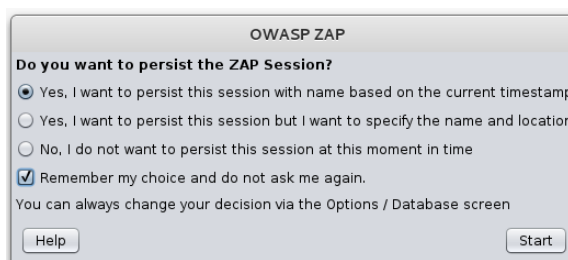 OWASP ZAP
Do you want to persist the ZAP Session?
Yes, I want to persist this session with name based on the current timestamp
Yes, I want to persist this session but I want to specify the name and location
No, I do not want to persist this session at this moment in time
Remember my choice and do not ask me again.
You can always change your decision via the Options / Database screen
Help
Start